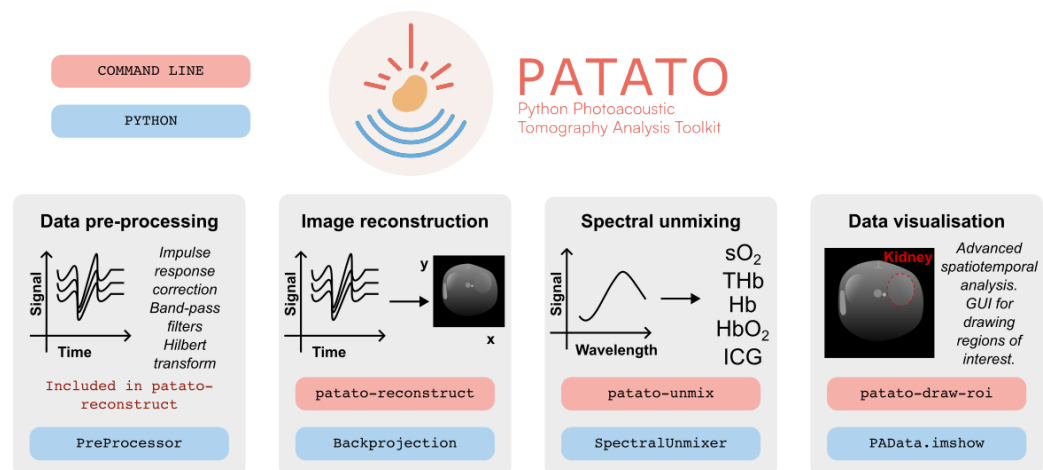 COMMAND LINE
PYTHON
PATATO
Python Photoacoustic
Tomography Analysis Toolkit
Data pre-processing
Signal
Time
Impulse
response
correction
Band-pass
filters
Hilbert
transform
Included in patato-
reconstruct
PreProcessor
Image reconstruction
Signal
Time
y
x
patato-reconstruct
Backprojection
Spectral unmixing
Signal
Wavelength
sO₂
THb
Hb
HbO₂
ICG
patato-unmix
SpectralUnmixer
Data visualisation
Kidney
Advanced
spatiotemporal
analysis.
GUI for
drawing
regions of
interest.
patato-draw-roi
PAData.imshow